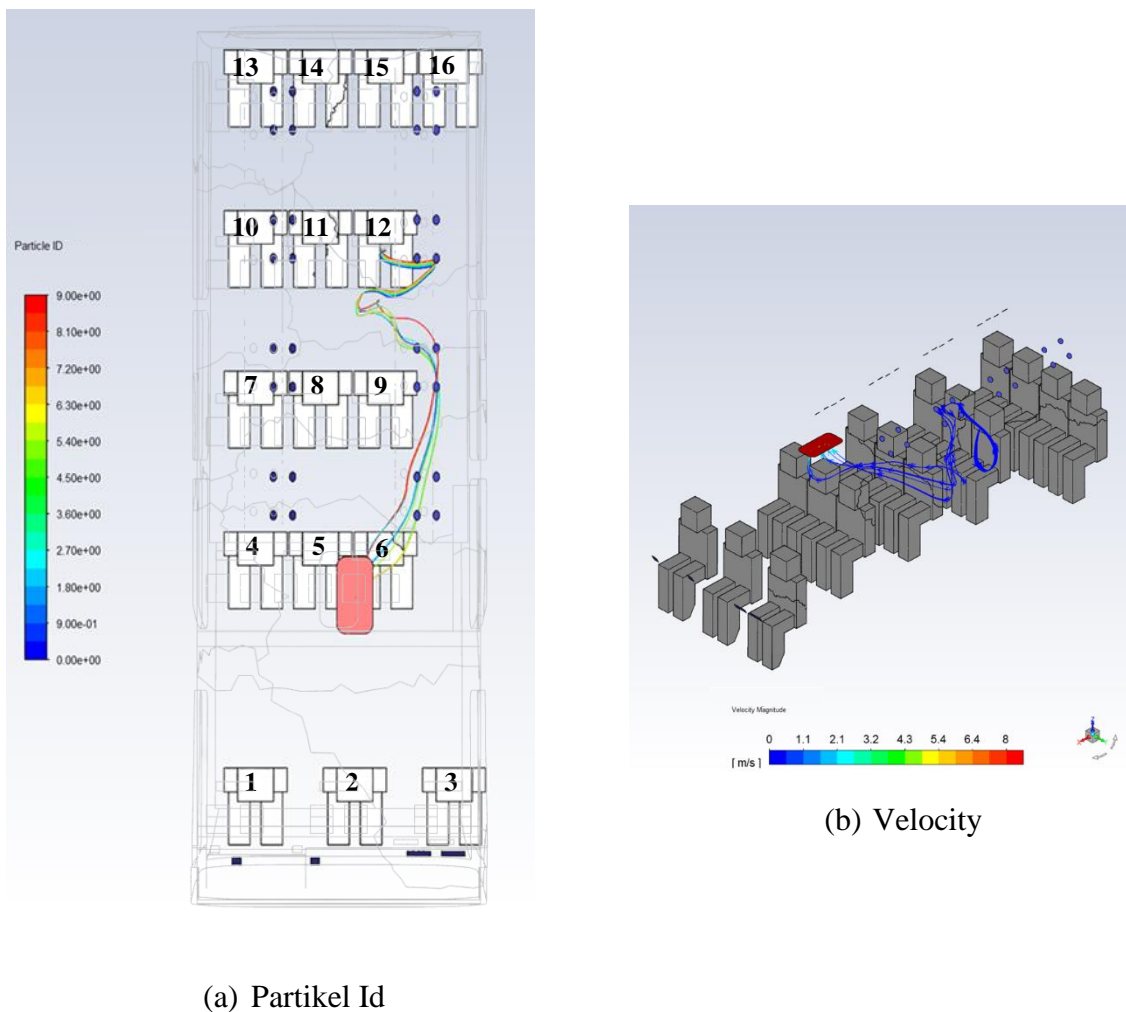 13 14 15 16
10 11 12
Particle ID
9.00e+00
8.10e+00
7.20e+00
6.30e+00
5.40e+00
4.50e+00
3.60e+00
2.70e+00
1.80e+00
9.00e-01
0.00e+00
7 8 9
4 5 6
1 2 3
(a) Partikel Id
Velocity Magnitude
0 1.1 2.1 3.2 4.3 5.4 6.4 8
[ m/s ]
(b) Velocity